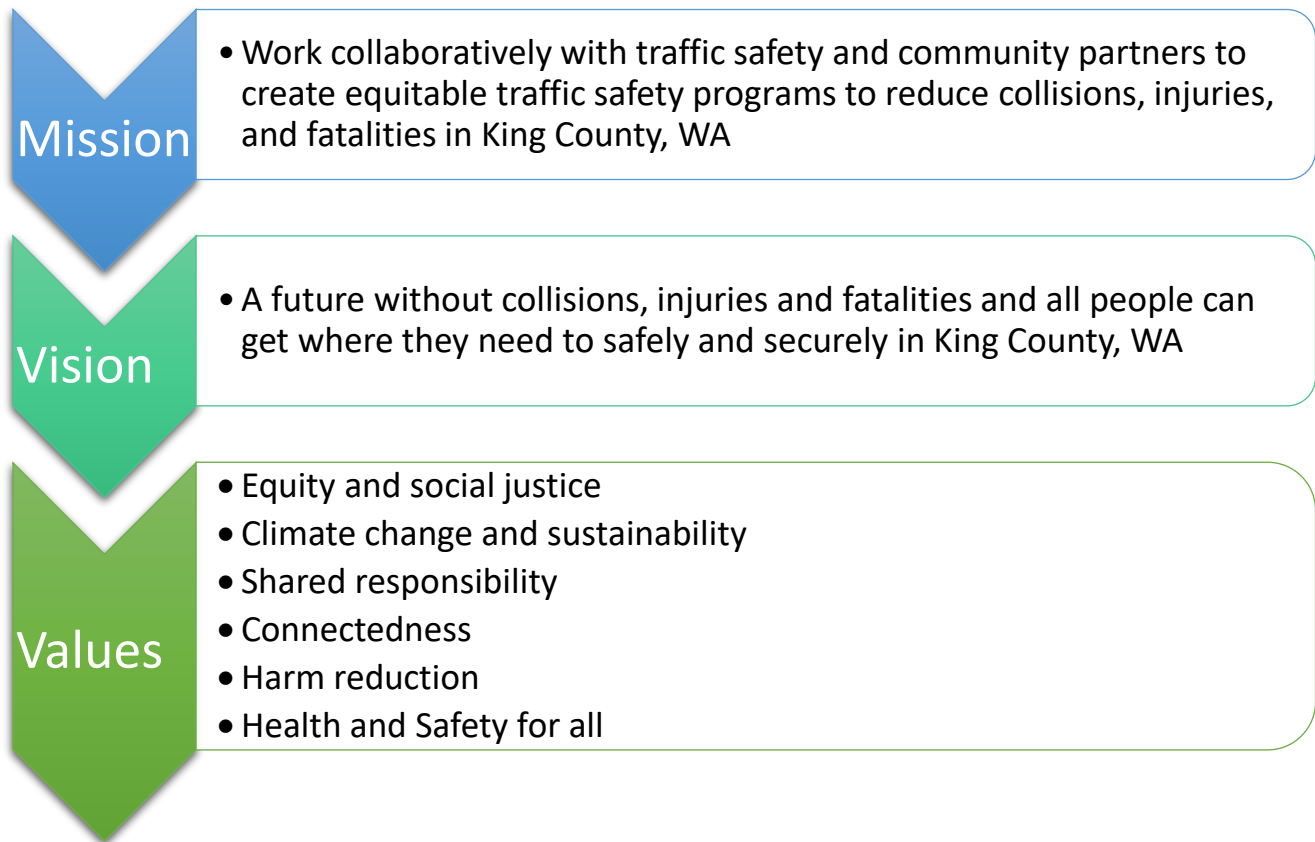 Mission
• Work collaboratively with traffic safety and community partners to
create equitable traffic safety programs to reduce collisions, injuries,
and fatalities in King County, WA
Vision
• A future without collisions, injuries and fatalities and all people can
get where they need to safely and securely in King County, WA
Values
• Equity and social justice
• Climate change and sustainability
• Shared responsibility
• Connectedness
• Harm reduction
• Health and Safety for all